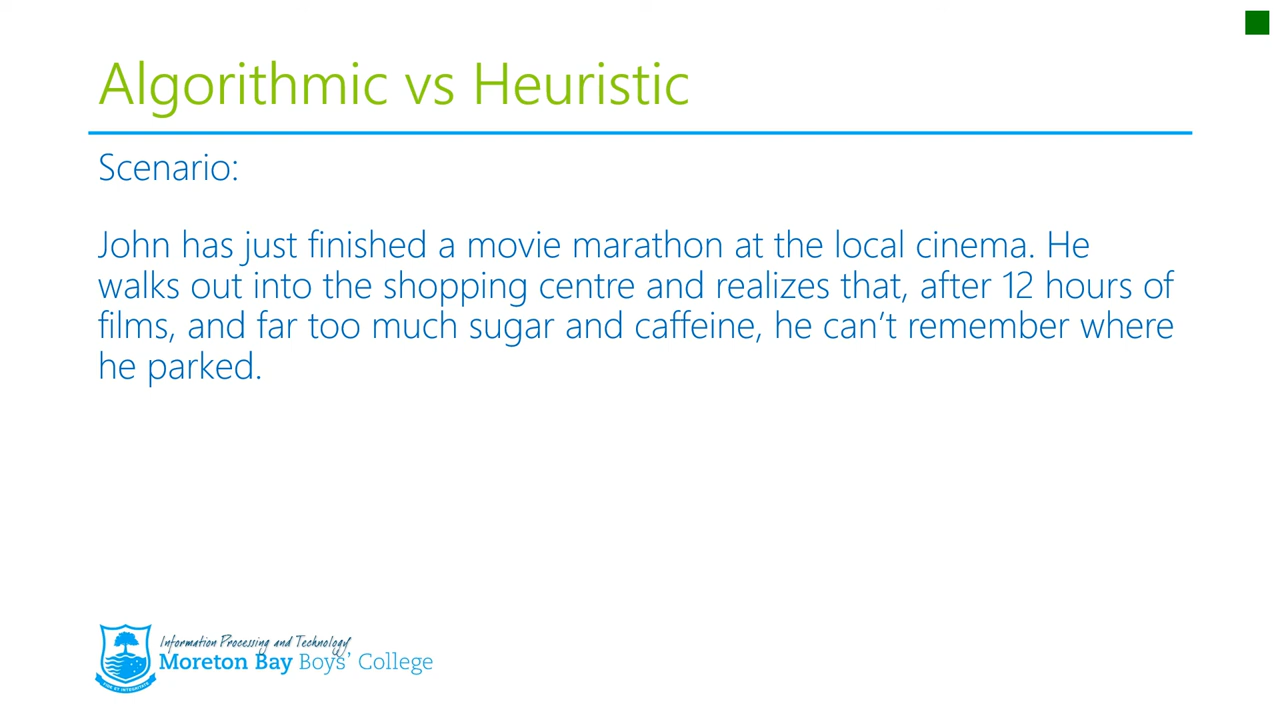 Algorithmic vs Heuristic
Scenario:
John has just finished a movie marathon at the local cinema. He
walks out into the shopping centre and realizes that, after 12 hours of
films, and far too much sugar and caffeine, he can’t remember where
he parked.
Information Processing and Technology
Moreton Bay Boys’ College